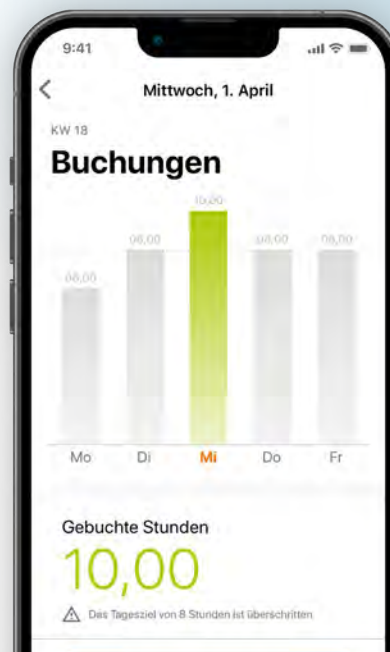 9:41
Mittwoch, 1. April
KW 18
Buchungen
10,00
08,00 08,00 08,00
06,00
Mo Di Mi Do Fr
Gebuchte Stunden
10,00
Das Tagesziel von 8 Stunden ist überschritten